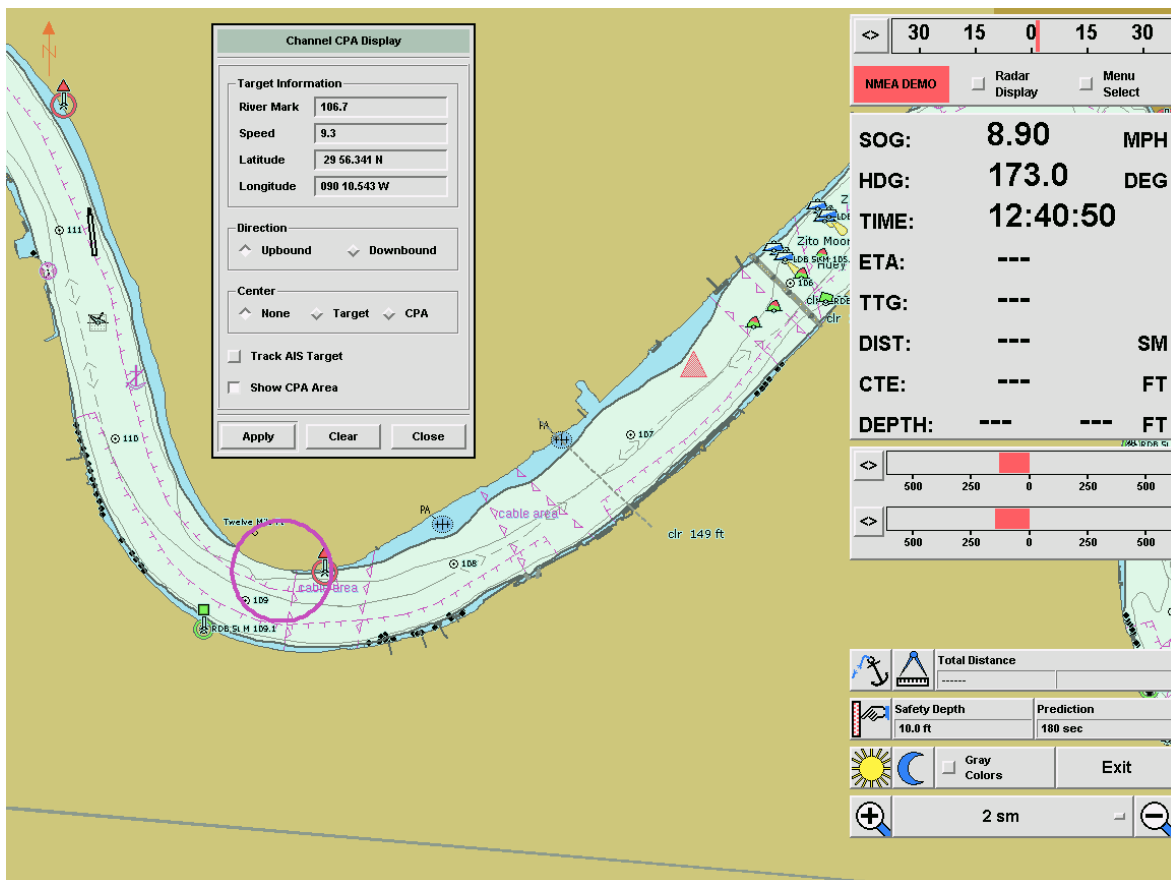 N
Channel CPA Display
Target Information
River Mark 106.7
Speed 9.3
Latitude 29 56.341 N
Longitude 090 10.543 W
Direction
Upbound Downbound
Center
None Target CPA
Track AIS Target
Show CPA Area
Apply Clear Close
<> 30 15 0 15 30
NMEA DEMO Radar Display Menu Select
SOG: 8.90 MPH
HDG: 173.0 DEG
TIME: 12:40:50
ETA: ---
TTG: ---
DIST: --- SM
CTE: --- FT
DEPTH: --- --- FT
<>
500 250 0 250 500
<>
500 250 0 250 500
Total Distance
------
Safety Depth
10.0 ft
Prediction
180 sec
Gray Colors
Exit
2 sm
111
110
Twelve
109
cable area
RDB St M 109.1
PA
108
cable area
PA
107
clr 149 ft
106
Zito Moor
Huey
clr